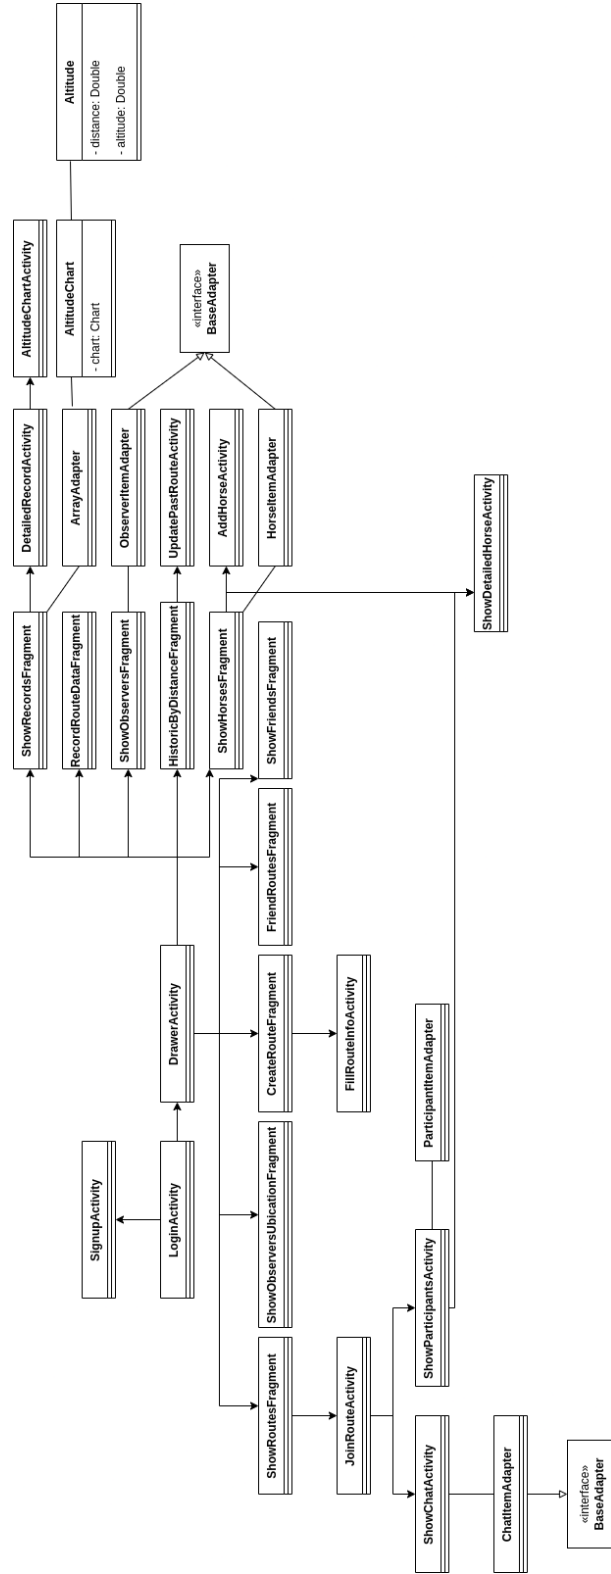 SignupActivity
LoginActivity
ShowRoutesFragment
JoinRouteActivity
ShowChatActivity
ChatItemAdapter
«interface»
BaseAdapter
ShowObserversUbicationFragment
ShowParticipantsActivity
DrawerActivity
CreateRouteFragment
FillRouteInfoActivity
ParticipantItemAdapter
FriendRoutesFragment
ShowRecordsFragment
RecordRouteDataFragment
ShowObserversFragment
HistoricByDistanceFragment
ShowHorsesFragment
ShowFriendsFragment
DetailedRecordActivity
ArrayAdapter
ObserverItemAdapter
UpdatePastRouteActivity
AddHorseActivity
HorseItemAdapter
ShowDetailedHorseActivity
AltitudeChartActivity
AltitudeChart
- chart: Chart
«interface»
BaseAdapter
Altitude
- distance: Double
- altitude: Double